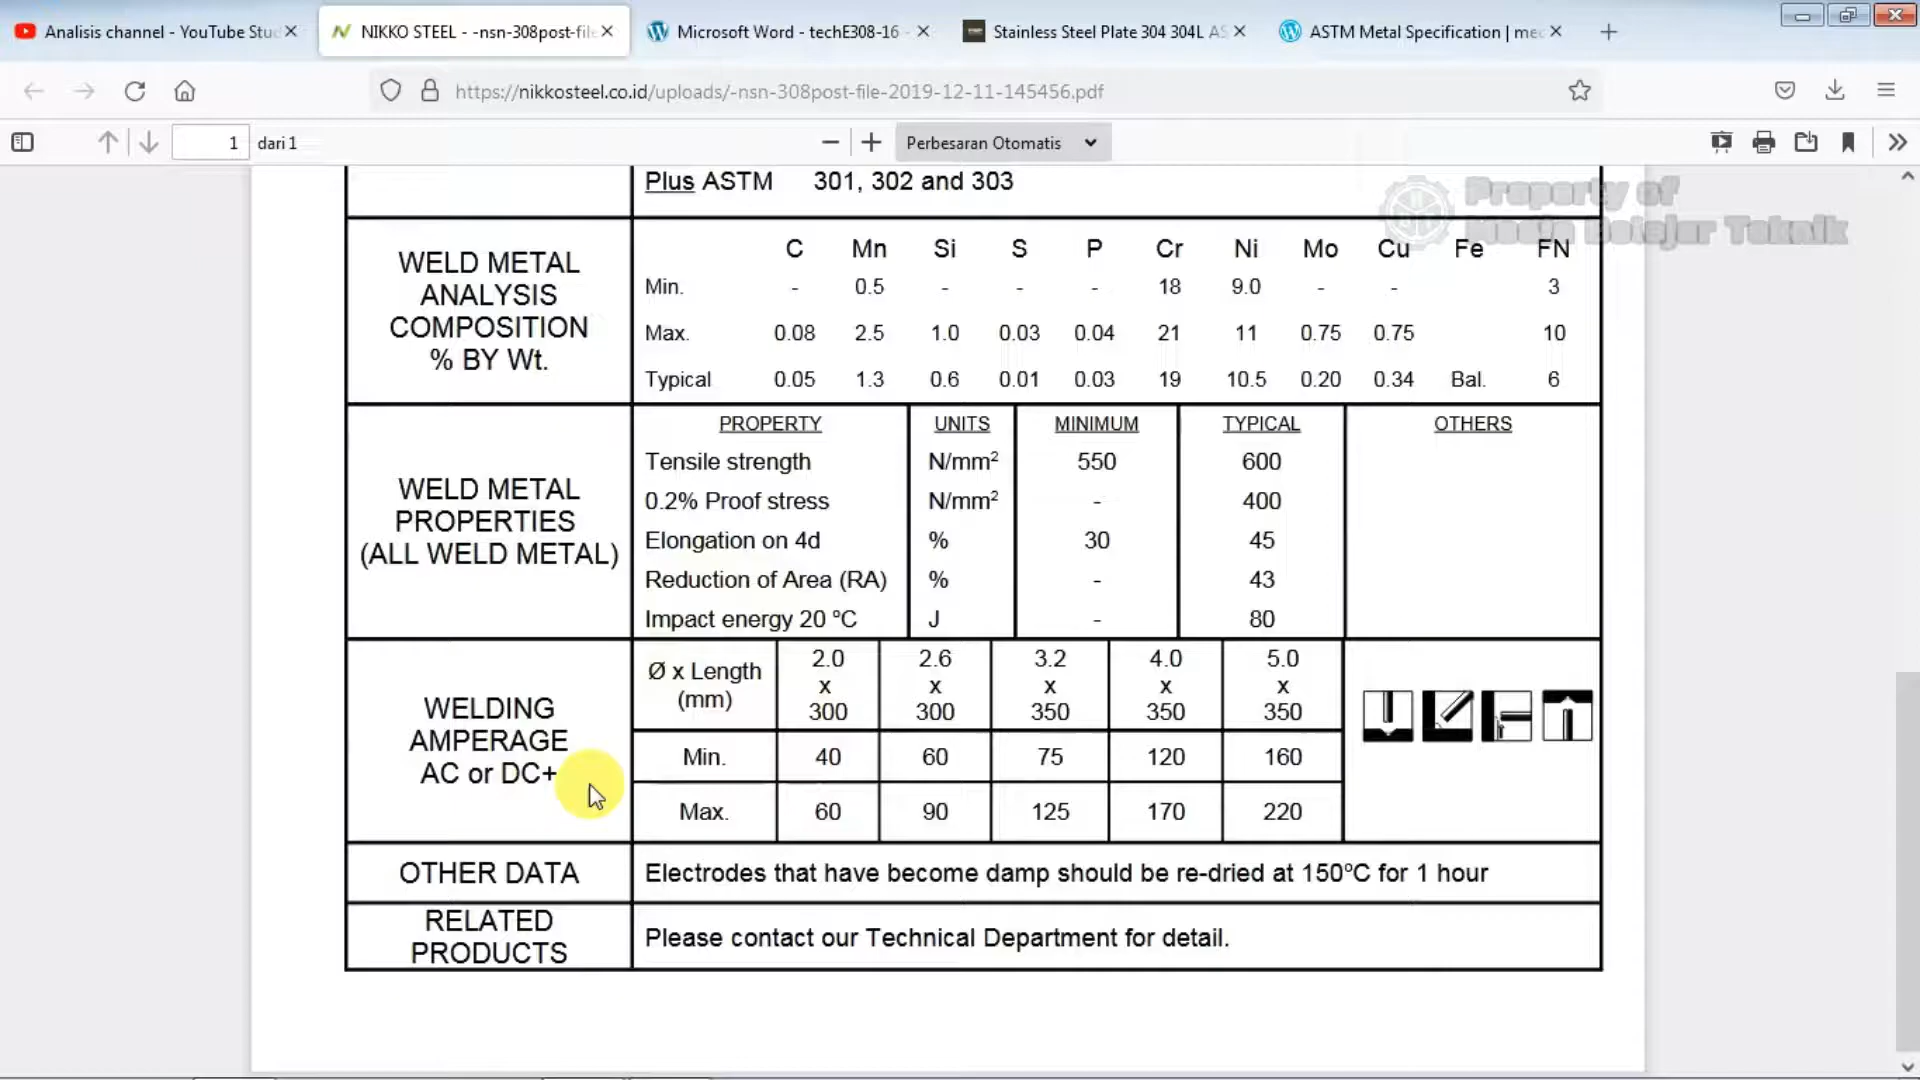 Analisis channel - YouTube Stu
NIKKO STEEL - -nsn-308post-file
Microsoft Word - techE308-16 -
Stainless Steel Plate 304 304L AS
ASTM Metal Specification | mec
https://nikkosteel.co.id/uploads/-nsn-308post-file-2019-12-11-145456.pdf
1 dari 1 Perbesaran Otomatis
Plus ASTM 301, 302 and 303
Property of
Media Belajar Teknik
WELD METAL
ANALYSIS
COMPOSITION
% BY Wt.
C Mn Si S P Cr Ni Mo Cu Fe FN
Min. - 0.5 - - - 18 9.0 - - 3
Max. 0.08 2.5 1.0 0.03 0.04 21 11 0.75 0.75 10
Typical 0.05 1.3 0.6 0.01 0.03 19 10.5 0.20 0.34 Bal. 6
WELD METAL
PROPERTIES
(ALL WELD METAL)
PROPERTY UNITS MINIMUM TYPICAL OTHERS
Tensile strength N/mm² 550 600
0.2% Proof stress N/mm² - 400
Elongation on 4d % 30 45
Reduction of Area (RA) % - 43
Impact energy 20 ºC J - 80
WELDING
AMPERAGE
AC or DC+
Ø x Length
(mm)
2.0
x
300
2.6
x
300
3.2
x
350
4.0
x
350
5.0
x
350
Min. 40 60 75 120 160
Max. 60 90 125 170 220
OTHER DATA
Electrodes that have become damp should be re-dried at 150ºC for 1 hour
RELATED
PRODUCTS
Please contact our Technical Department for detail.